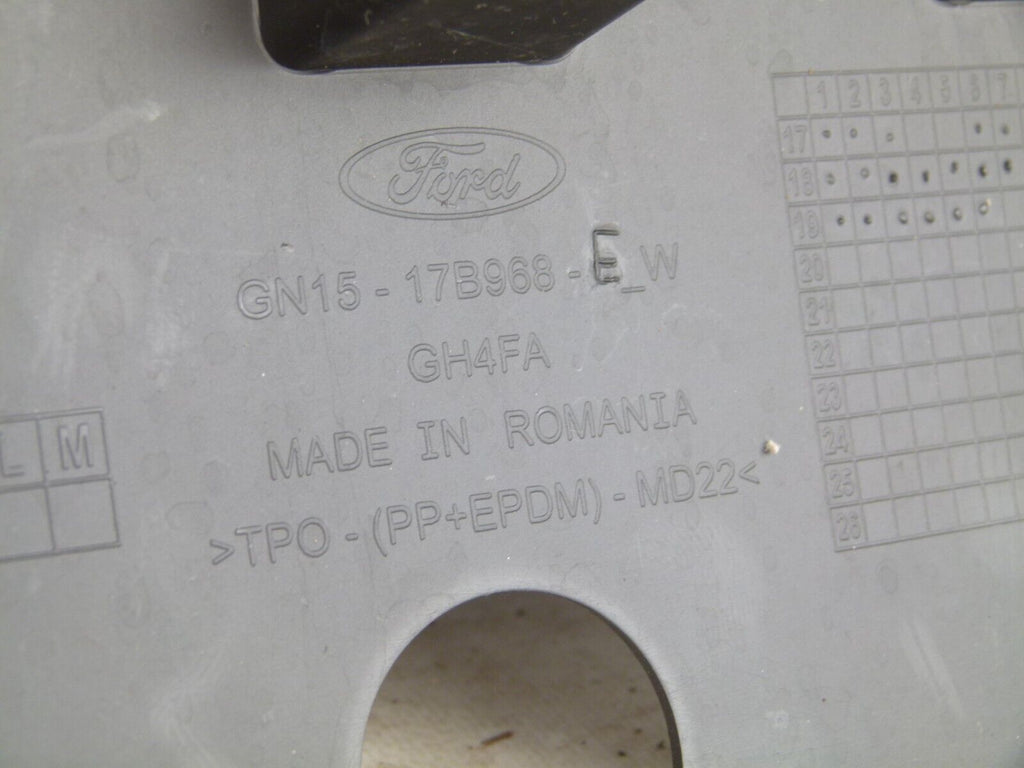 Ford
GN15 - 17B968 - E_W
GH4FA
MADE IN ROMANIA
>TPO - (PP+EPDM) - MD22<
L M
1 2 3 4 5 6 7
17
18
19
20
21
22
23
24
25
26